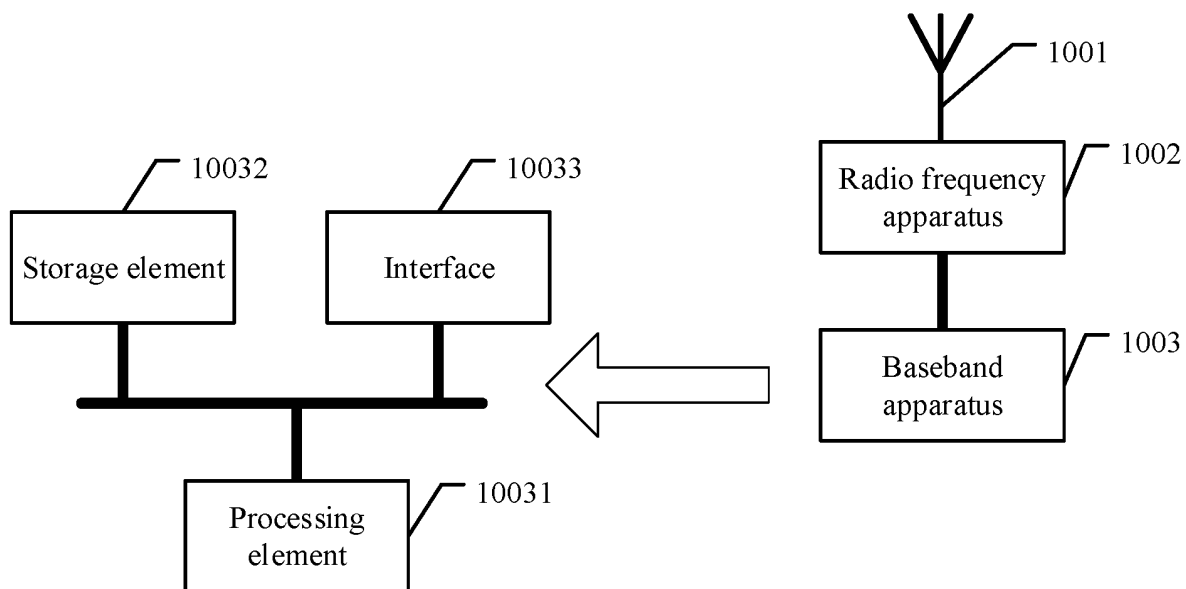 1001
10032
10033
1002
Radio frequency
apparatus
Storage element
Interface
1003
Baseband
apparatus
10031
Processing
element